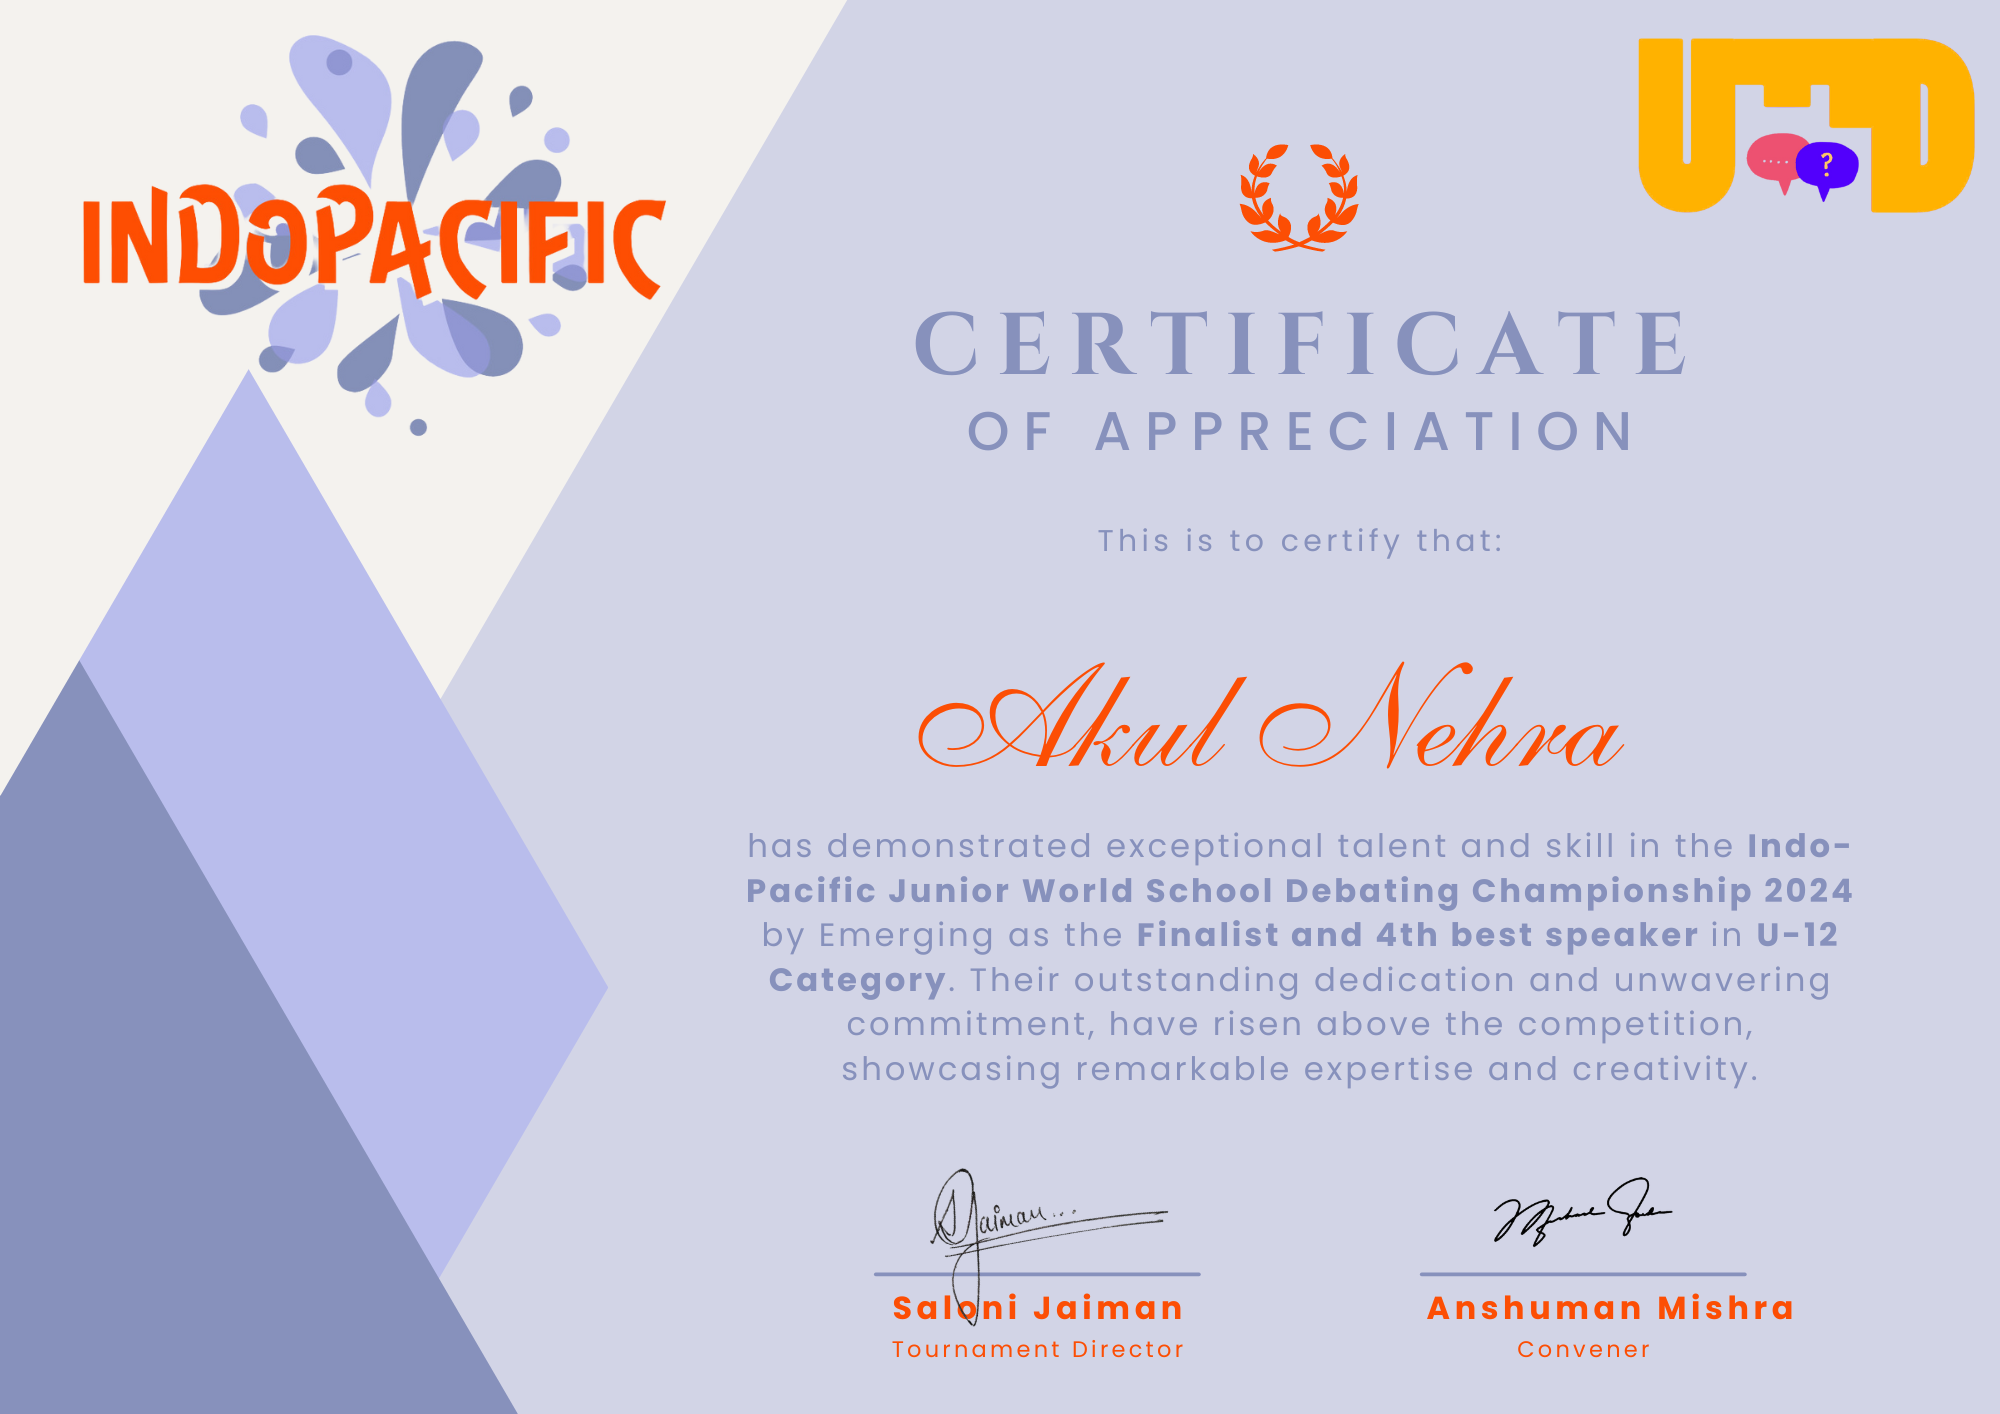 INDOPACIFIC
U D
.... ?
CERTIFICATE
OF APPRECIATION
This is to certify that:
Akul Nehra
has demonstrated exceptional talent and skill in the Indo-
Pacific Junior World School Debating Championship 2024
by Emerging as the Finalist and 4th best speaker in U-12
Category. Their outstanding dedication and unwavering
commitment, have risen above the competition,
showcasing remarkable expertise and creativity.
SJaiman...
Saloni Jaiman
Tournament Director
Anshuman Mishra
Convener